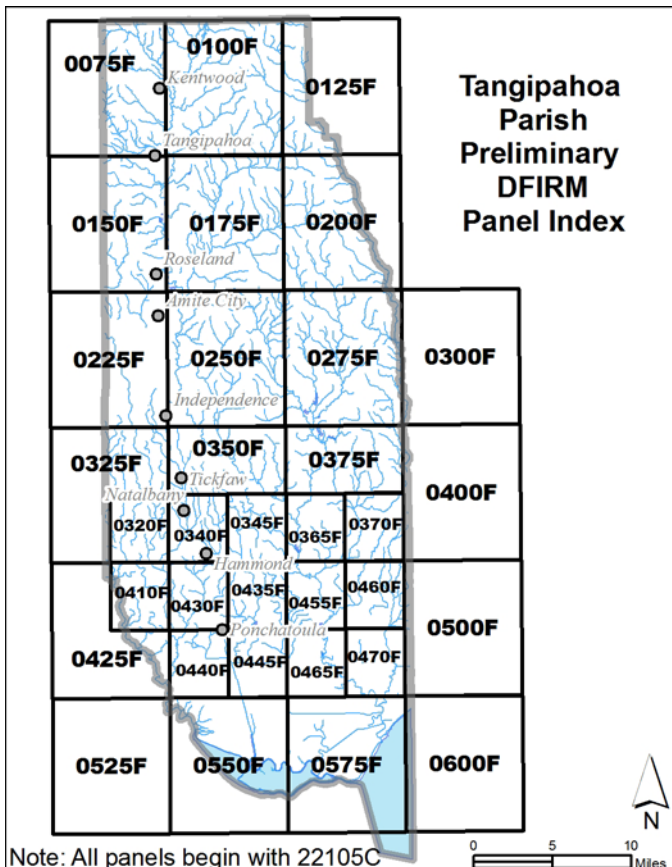 Tangipahoa
Parish
Preliminary
DFIRM
Panel Index
0075F
0100F
0125F
Kentwood
Tangipahoa
0150F
0175F
0200F
Roseland
Amite City
0225F
0250F
0275F
0300F
Independence
0325F
0350F
0375F
0400F
Tickfaw
Natalbany
0320F
0340F
0345F
0365F
0370F
Hammond
0410F
0430F
0435F
0455F
0460F
0500F
Ponchatoula
0425F
0440F
0445F
0465F
0470F
0525F
0550F
0575F
0600F
N
Note: All panels begin with 22105C
0 5 10
Miles